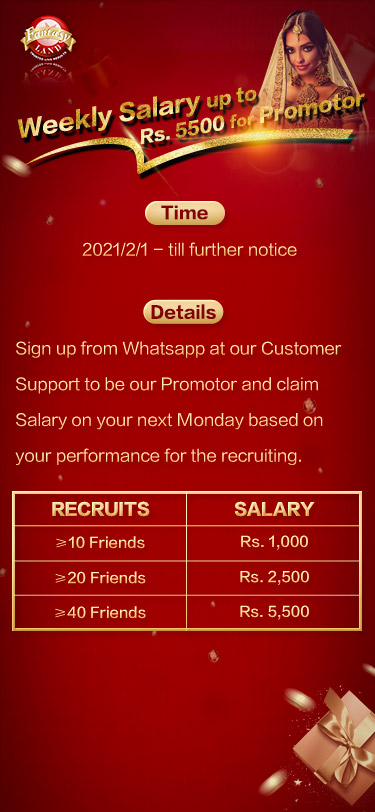 Fantasy
LAND
Weekly Salary up to
Rs. 5500 for Promotor
Time
2021/2/1 – till further notice
Details
Sign up from Whatsapp at our Customer
Support to be our Promotor and claim
Salary on your next Monday based on
your performance for the recruiting.
RECRUITS SALARY
≥10 Friends Rs. 1,000
≥20 Friends Rs. 2,500
≥40 Friends Rs. 5,500